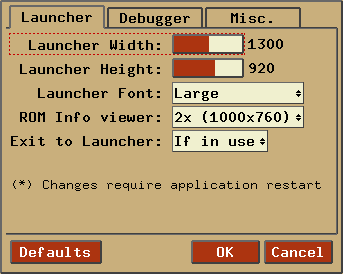 Launcher Debugger Misc.
Launcher Width: 1300
Launcher Height: 920
Launcher Font: Large
ROM Info viewer: 2x (1000x760)
Exit to Launcher: If in use
(*) Changes require application restart
Defaults OK Cancel